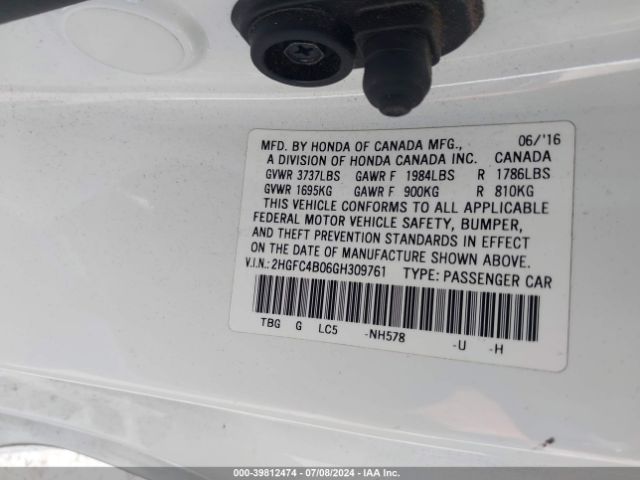 MFD. BY HONDA OF CANADA MFG., 06/'16
A DIVISION OF HONDA CANADA INC. CANADA
GVWR 3737LBS GAWR F 1984LBS R 1786LBS
GVWR 1695KG GAWR F 900KG R 810KG
THIS VEHICLE CONFORMS TO ALL APPLICABLE
FEDERAL MOTOR VEHICLE SAFETY, BUMPER,
AND THEFT PREVENTION STANDARDS IN EFFECT
ON THE DATE OF MANUFACTURE SHOWN ABOVE.
V.I.N.: 2HGFC4B06GH309761 TYPE: PASSENGER CAR
TBG G LC5 -NH578 -U -H
000-39812474 - 07/08/2024 - IAA Inc.